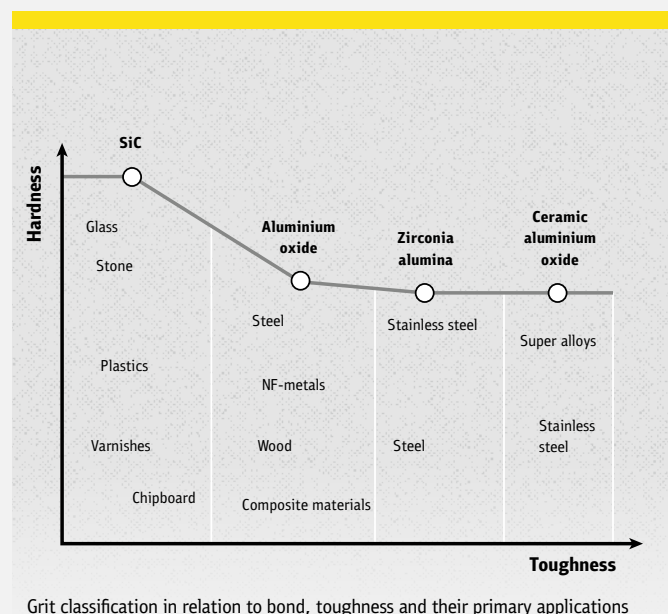 SiC
Hardness
Aluminium
oxide
Zirconia
alumina
Ceramic
aluminium
oxide
Glass
Stone
Plastics
Varnishes
Chipboard
Steel
NF-metals
Wood
Composite materials
Stainless steel
Steel
Super alloys
Stainless
steel
Toughness
Grit classification in relation to bond, toughness and their primary applications